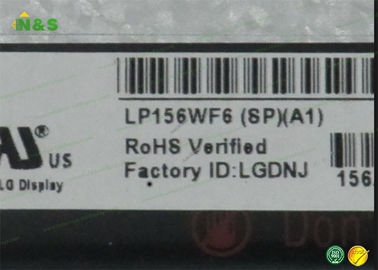 N&S
LP156WF6 (SP)(A1)
RoHS Verified
US
Factory ID:LGDNJ
LG Display
156